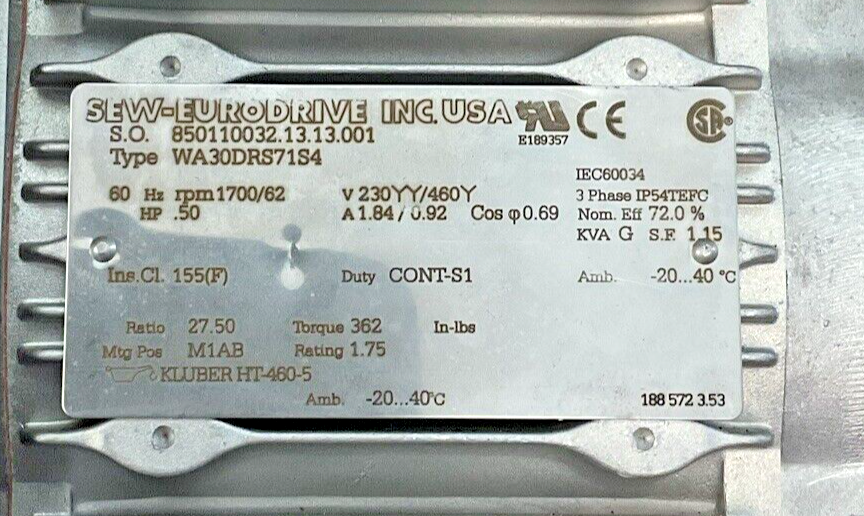 SEW-EURODRIVE INC. USA UR CE SA®
S.O. 850110032.13.13.001 E189357
Type WA30DRS71S4
IEC60034
60 Hz rpm 1700/62 V 230YY/460Y 3 Phase IP54TEFC
HP .50 A 1.84 / 0.92 Cos φ 0.69 Nom. Eff 72.0 %
KVA G S.F. 1.15
Ins.Cl. 155(F) Duty CONT-S1 Amb. -20...40 °C
Ratio 27.50 Torque 362 In-lbs
Mtg Pos M1AB Rating 1.75
KLUBER HT-460-5
Amb. -20...40°C 188 572 3.53